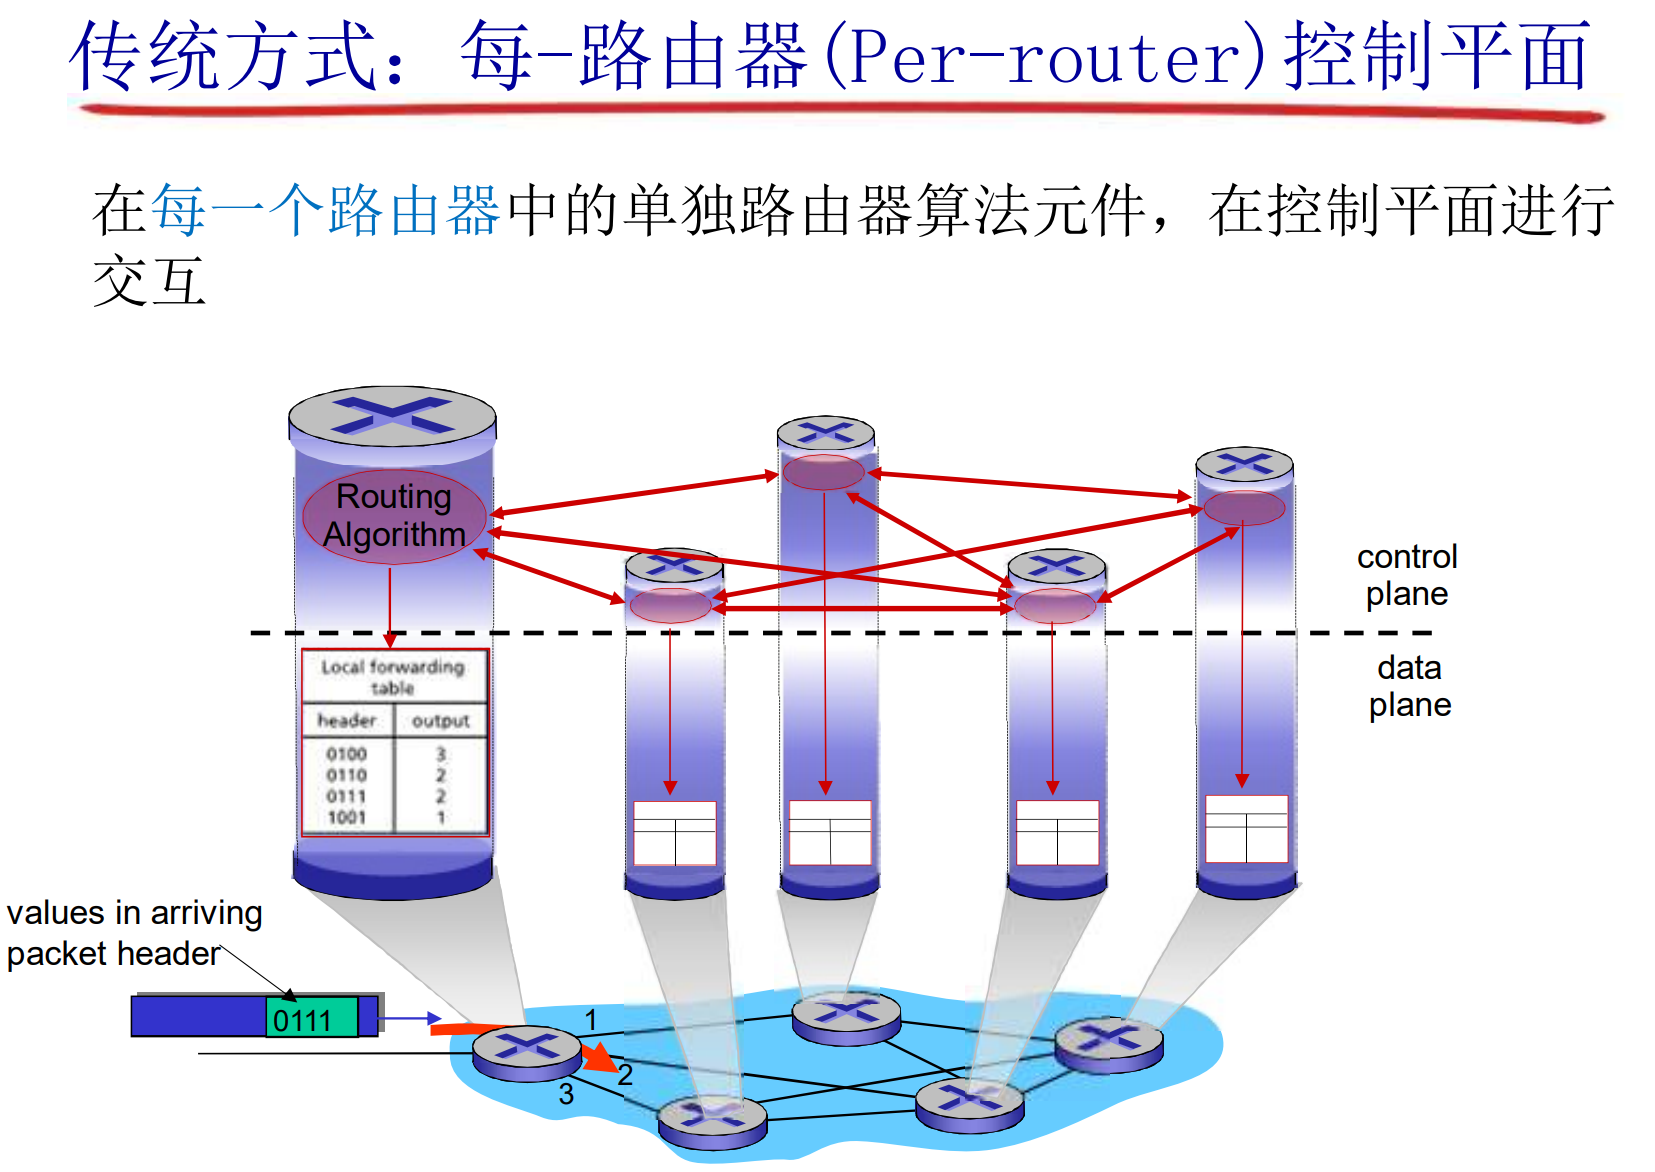 传统方式：每-路由器(Per-router)控制平面
在每一个路由器中的单独路由器算法元件，在控制平面进行
交互
Routing
Algorithm
control
plane
data
plane
Local forwarding
table
header output
0100 3
0110 2
0111 2
1001 1
values in arriving
packet header
0111
1
2
3